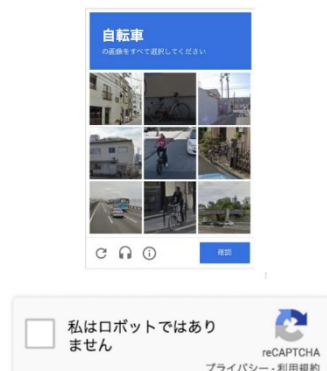 自転車
の画像をすべて選択してください
確認
私はロボットではあり
ません
reCAPTCHA
プライバシー - 利用規約